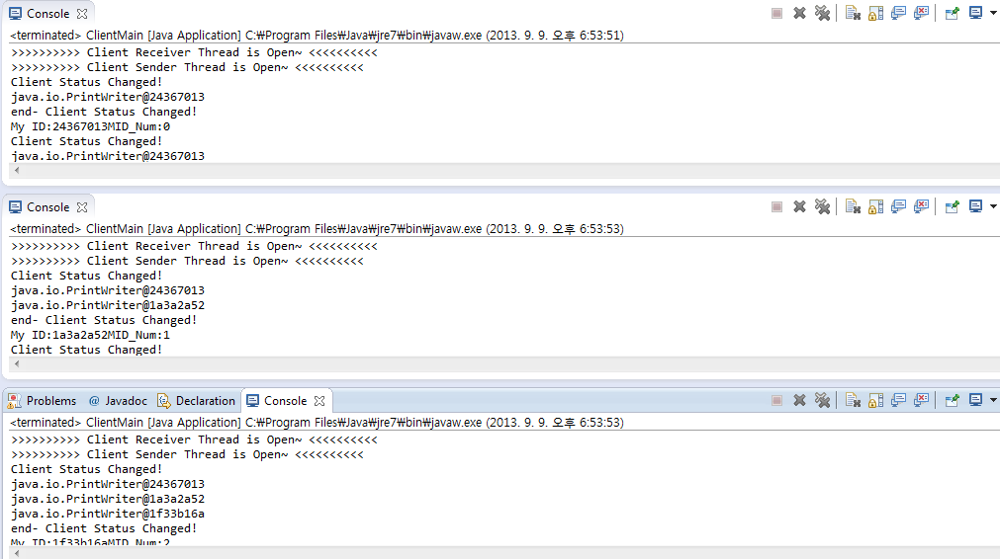 Console
<terminated> ClientMain [Java Application] C:₩Program Files₩Java₩jre7₩bin₩javaw.exe (2013. 9. 9. 오후 6:53:51)
>>>>>>>>>> Client Receiver Thread is Open~ <<<<<<<<<<
>>>>>>>>>> Client Sender Thread is Open~ <<<<<<<<<<
Client Status Changed!
java.io.PrintWriter@24367013
end- Client Status Changed!
My ID:24367013MID_Num:0
Client Status Changed!
java.io.PrintWriter@24367013
Console
<terminated> ClientMain [Java Application] C:₩Program Files₩Java₩jre7₩bin₩javaw.exe (2013. 9. 9. 오후 6:53:53)
>>>>>>>>>> Client Receiver Thread is Open~ <<<<<<<<<<
>>>>>>>>>> Client Sender Thread is Open~ <<<<<<<<<<
Client Status Changed!
java.io.PrintWriter@24367013
java.io.PrintWriter@1a3a2a52
end- Client Status Changed!
My ID:1a3a2a52MID_Num:1
Client Status Changed!
Problems @ Javadoc Declaration Console
<terminated> ClientMain [Java Application] C:₩Program Files₩Java₩jre7₩bin₩javaw.exe (2013. 9. 9. 오후 6:53:53)
>>>>>>>>>> Client Receiver Thread is Open~ <<<<<<<<<<
>>>>>>>>>> Client Sender Thread is Open~ <<<<<<<<<<
Client Status Changed!
java.io.PrintWriter@24367013
java.io.PrintWriter@1a3a2a52
java.io.PrintWriter@1f33b16a
end- Client Status Changed!
My ID:1f33b16aMID_Num:2